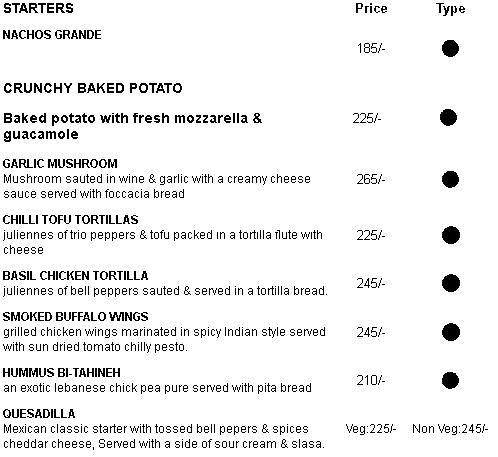 STARTERS Price Type
NACHOS GRANDE
185/-
CRUNCHY BAKED POTATO
Baked potato with fresh mozzarella & 225/-
guacamole
GARLIC MUSHROOM
Mushroom sauted in wine & garlic with a creamy cheese 265/-
sauce served with foccacia bread
CHILLI TOFU TORTILLAS
juliennes of trio peppers & tofu packed in a tortilla flute with 225/-
cheese
BASIL CHICKEN TORTILLA
juliennes of bell peppers sauted & served in a tortilla bread. 245/-
SMOKED BUFFALO WINGS
grilled chicken wings marinated in spicy Indian style served 245/-
with sun dried tomato chilly pesto.
HUMMUS BI-TAHINEH
an exotic lebanese chick pea pure served with pita bread 210/-
QUESADILLA
Mexican classic starter with tossed bell pepers & spices Veg:225/- Non Veg:245/-
cheddar cheese, Served with a side of sour cream & slasa.